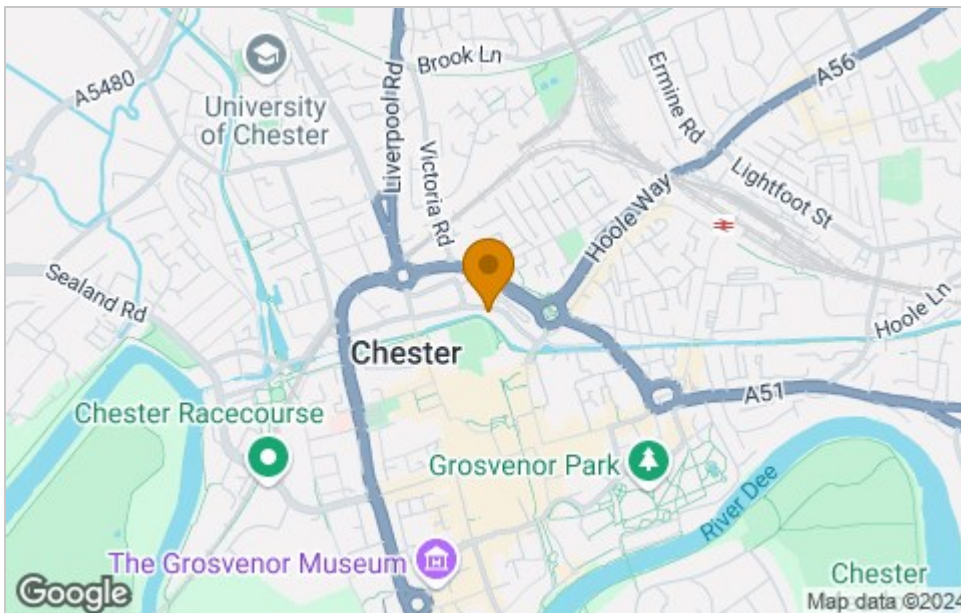 Brook Ln
A56
A5480
University
of Chester
Liverpool Rd
Ermine Rd
Victoria Rd
Lightfoot St
Hoole Way
Sealand Rd
Hoole Ln
Chester
A51
Chester Racecourse
Grosvenor Park
River Dee
The Grosvenor Museum
Chester
Google
Map data ©2024